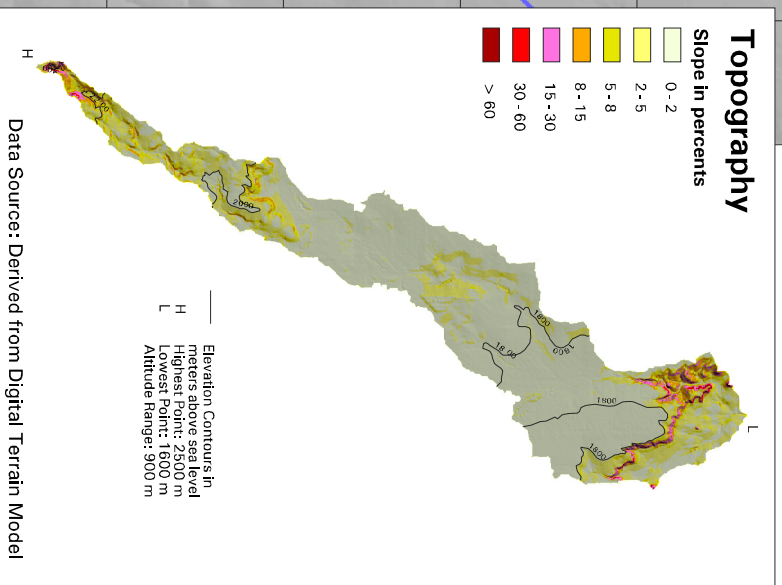 Topography
Slope in percents
0 - 2
2 - 5
5 - 8
8 - 15
15 - 30
30 - 60
> 60
H
L
2000
1800
18 00
1800
1800
Elevation Contours in
meters above sea level
H Highest Point: 2500 m
L Lowest Point: 1600 m
Altitude Range: 900 m
Data Source: Derived from Digital Terrain Model